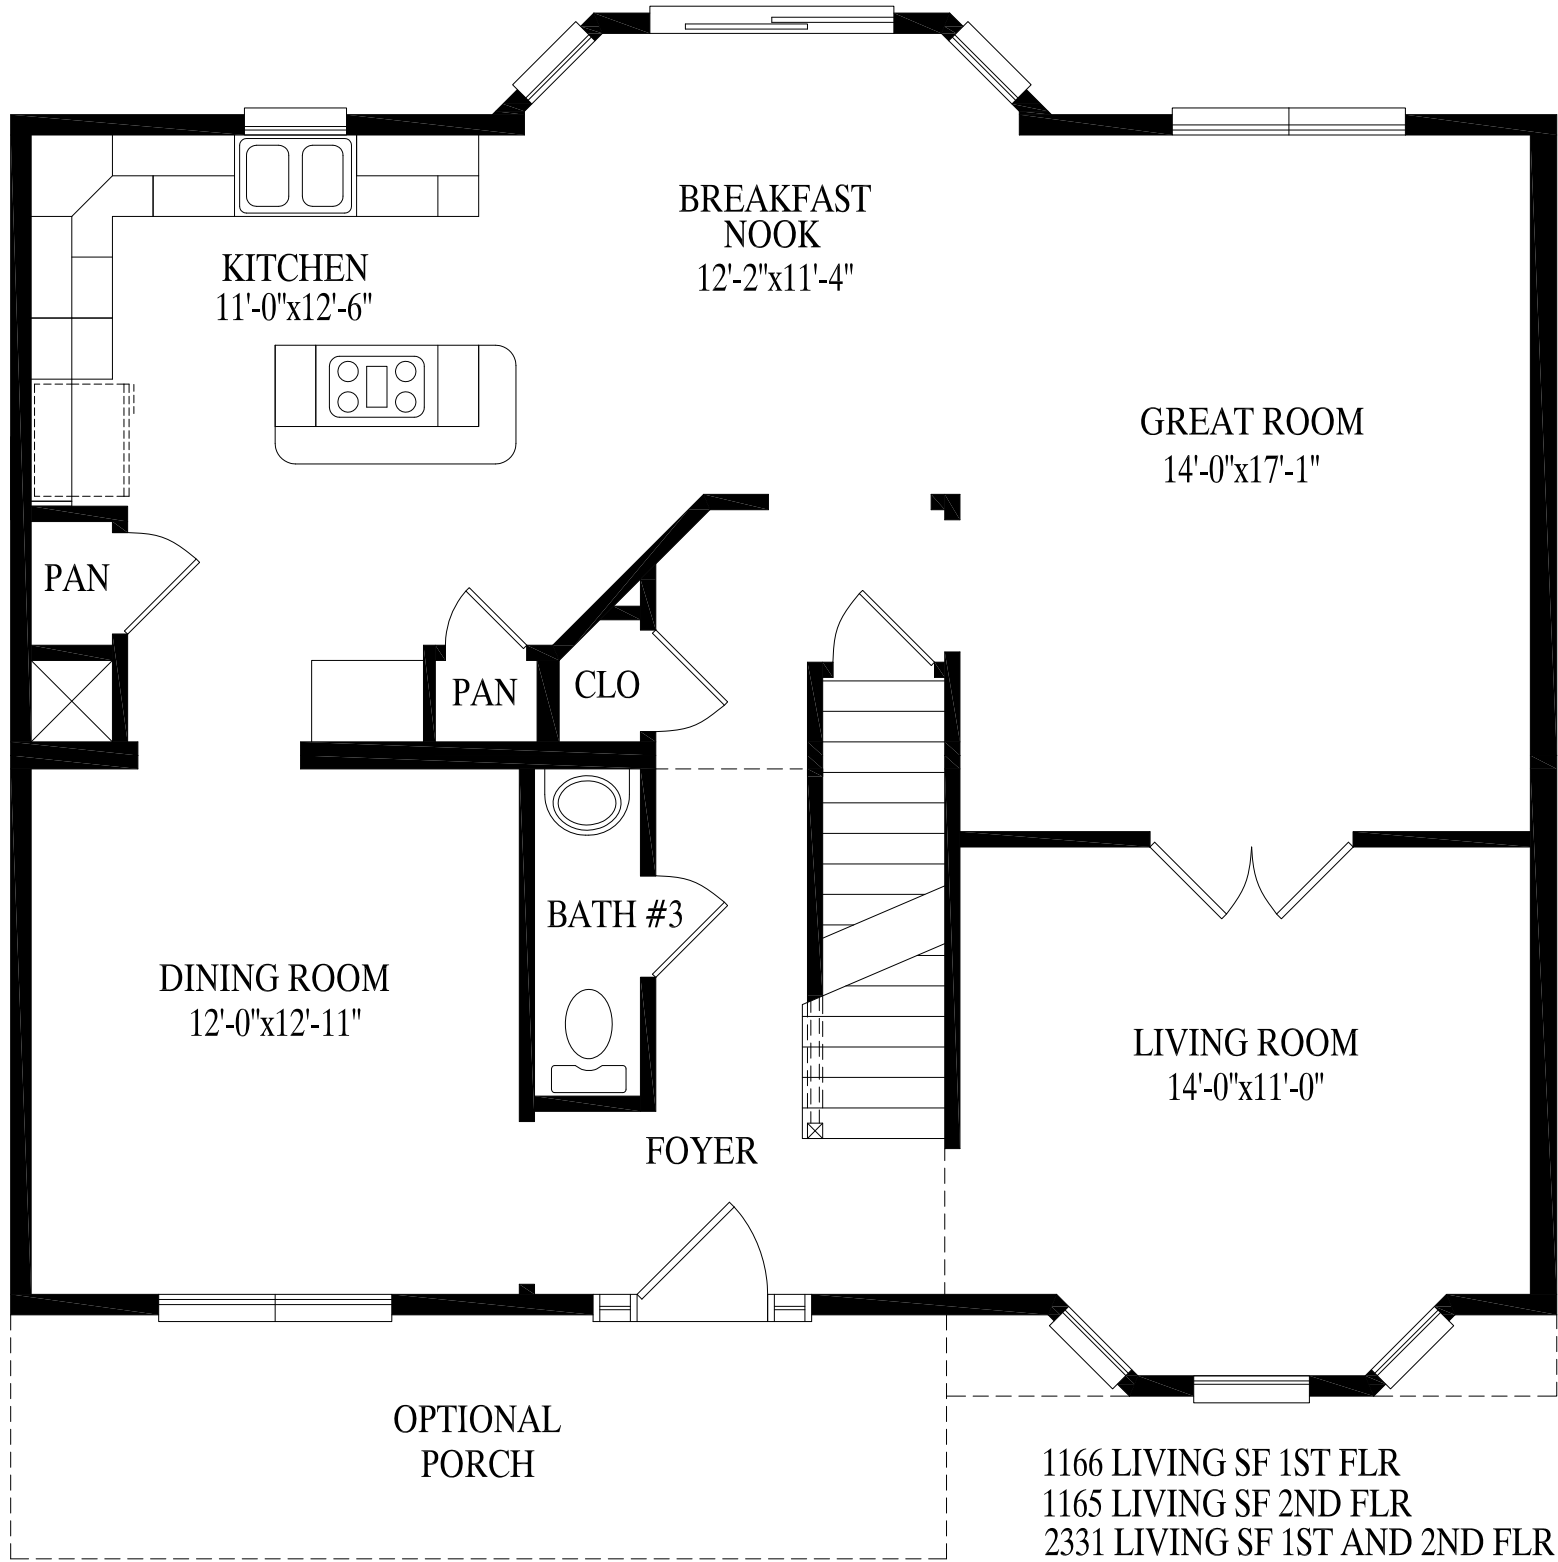 BREAKFAST
NOOK
12'-2"x11'-4"
KITCHEN
11'-0"x12'-6"
GREAT ROOM
14'-0"x17'-1"
PAN
PAN
CLO
BATH #3
DINING ROOM
12'-0"x12'-11"
LIVING ROOM
14'-0"x11'-0"
FOYER
OPTIONAL
PORCH
1166 LIVING SF 1ST FLR
1165 LIVING SF 2ND FLR
2331 LIVING SF 1ST AND 2ND FLR